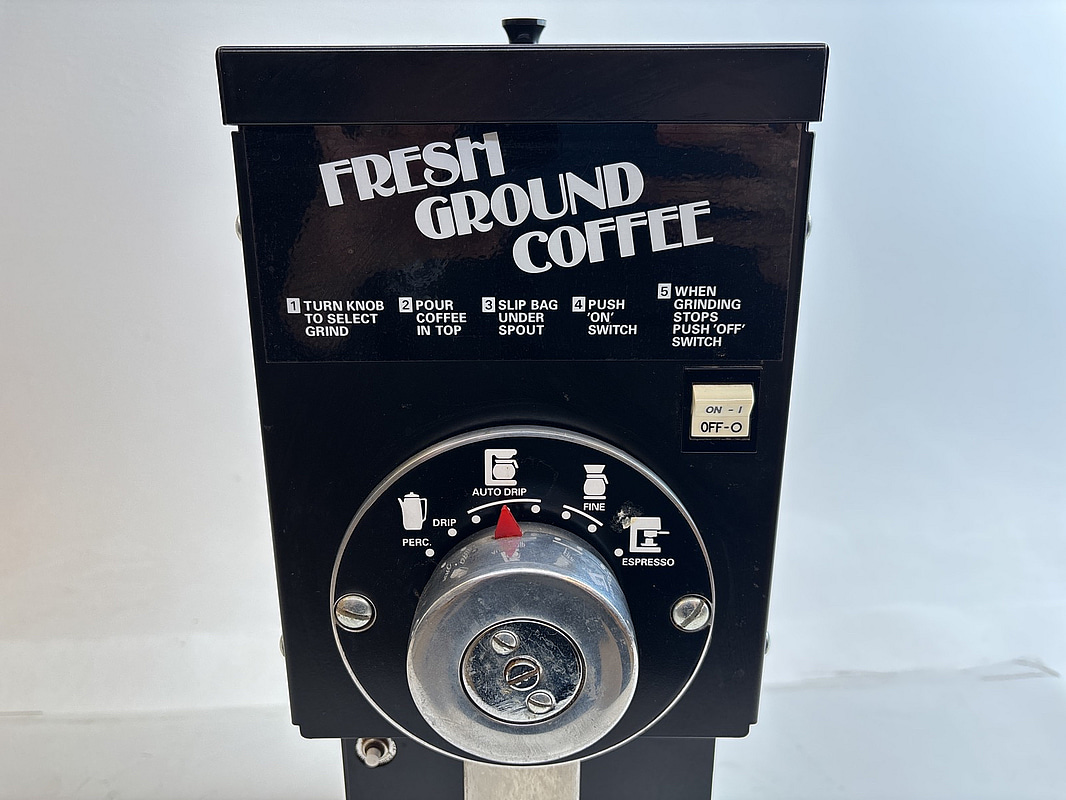 FRESH
GROUND
COFFEE
1 TURN KNOB
TO SELECT
GRIND
2 POUR
COFFEE
IN TOP
3 SLIP BAG
UNDER
SPOUT
4 PUSH
'ON'
SWITCH
5 WHEN
GRINDING
STOPS
PUSH 'OFF'
SWITCH
ON - I
OFF-O
AUTO DRIP
FINE
DRIP
PERC.
ESPRESSO